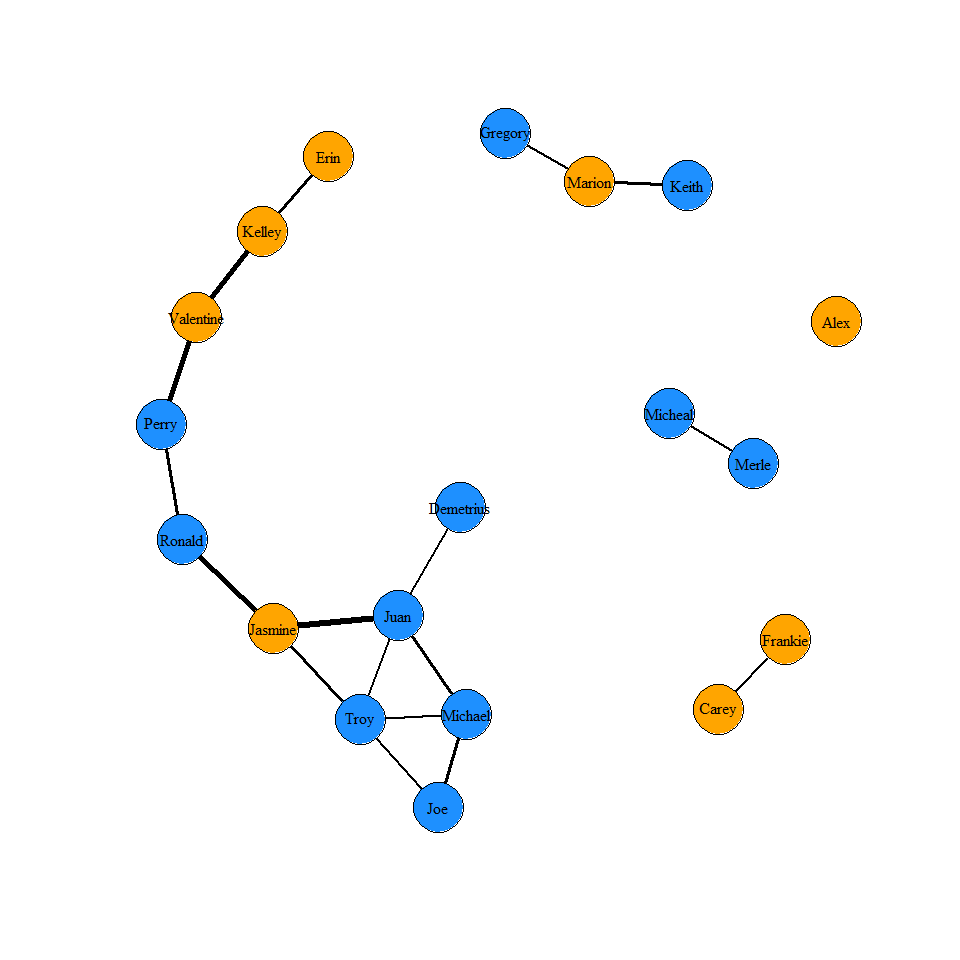 Gregory
Erin
Marion
Keith
Kelley
Valentine
Alex
Micheal
Perry
Merle
Demetrius
Ronald
Juan
Jasmine
Frankie
Carey
Michael
Troy
Joe